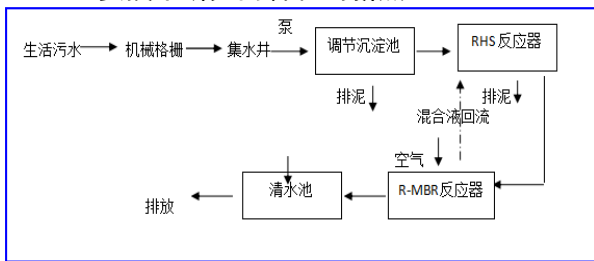 生活污水
机械格栅
集水井
泵
调节沉淀池
RHS反应器
排泥
排泥
混合液回流
空气
R-MBR反应器
清水池
排放